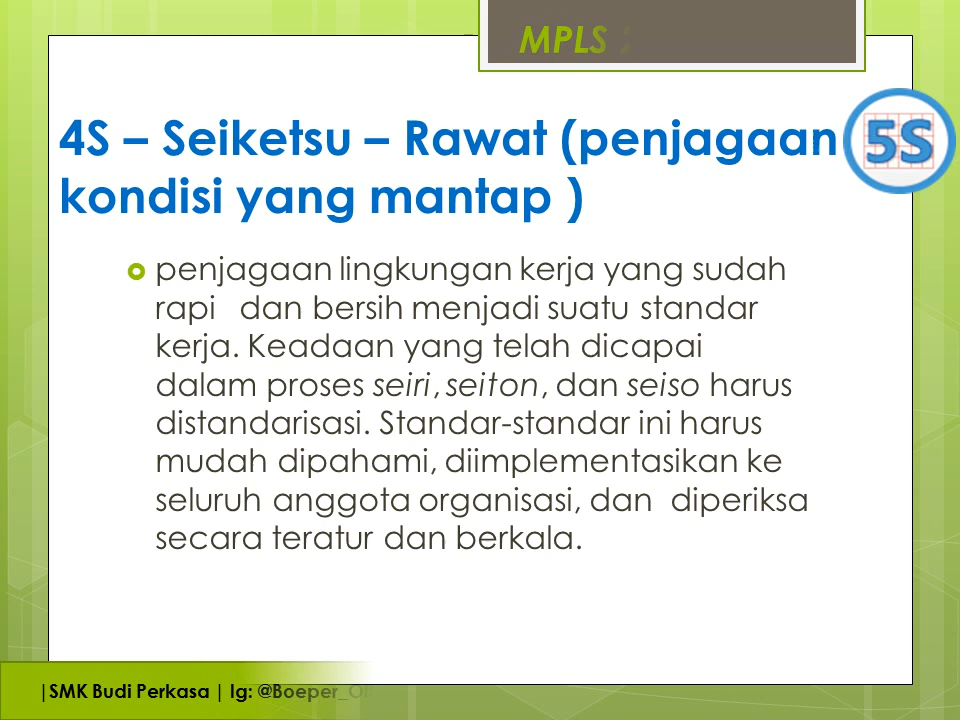 MPLS
4S – Seiketsu – Rawat (penjagaan
kondisi yang mantap )
5S
penjagaan lingkungan kerja yang sudah
rapi dan bersih menjadi suatu standar
kerja. Keadaan yang telah dicapai
dalam proses seiri, seiton, dan seiso harus
distandarisasi. Standar-standar ini harus
mudah dipahami, diimplementasikan ke
seluruh anggota organisasi, dan diperiksa
secara teratur dan berkala.
|SMK Budi Perkasa | Ig: